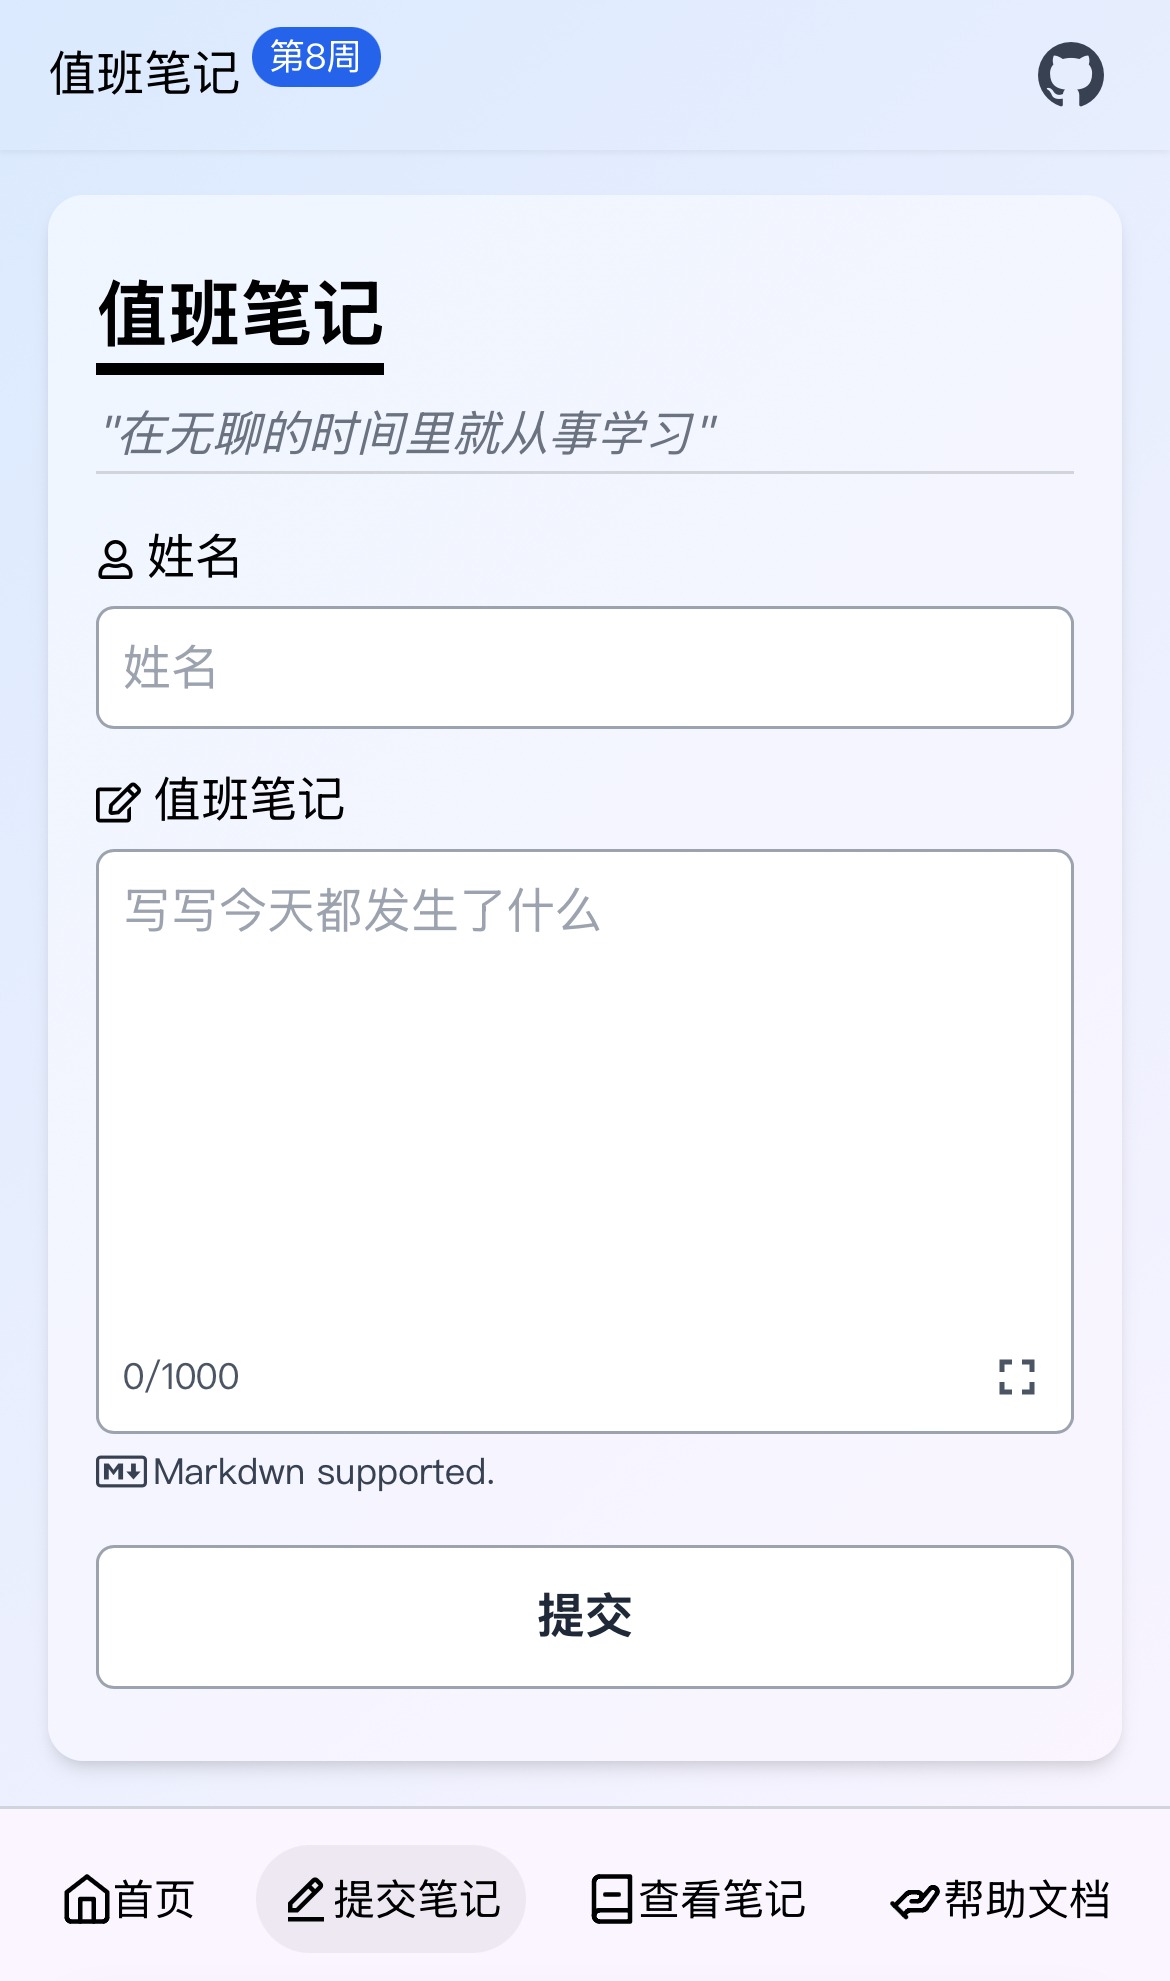 值班笔记 第8周
值班笔记
"在无聊的时间里就从事学习"
姓名
姓名
值班笔记
写写今天都发生了什么
0/1000
Markdwn supported.
提交
首页 提交笔记 查看笔记 帮助文档